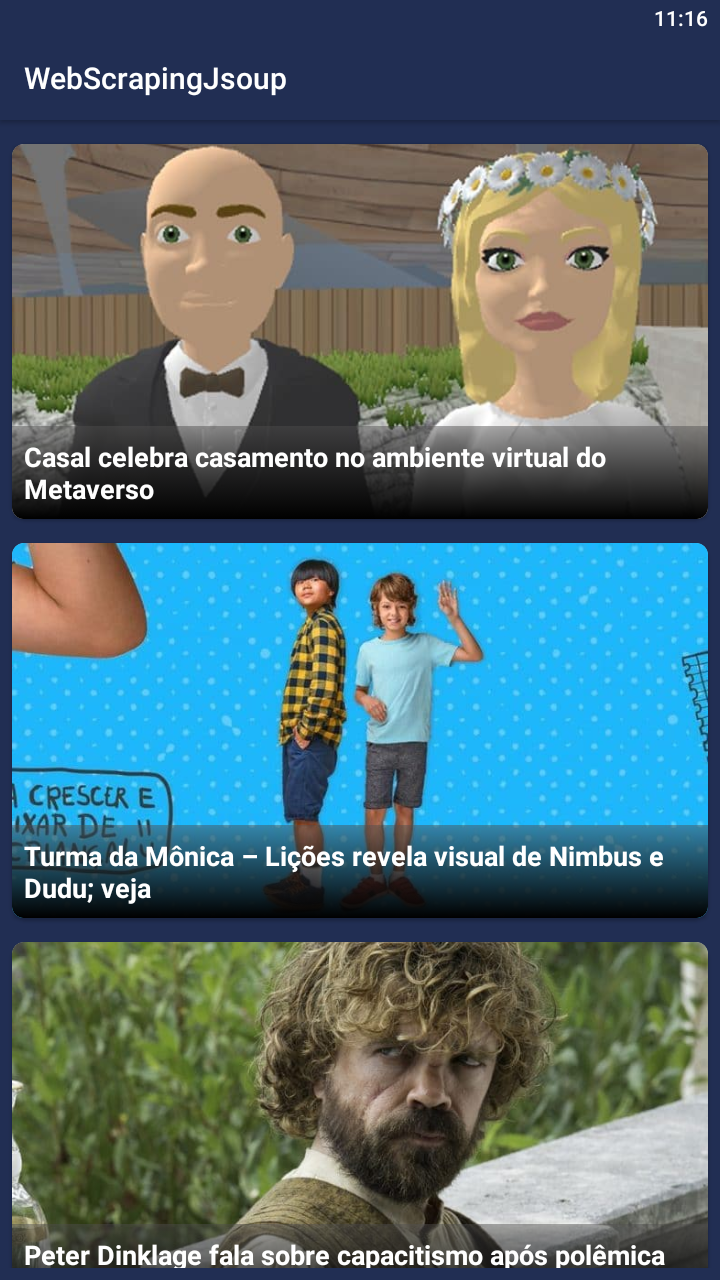 11:16
WebScrapingJsoup
Casal celebra casamento no ambiente virtual do
Metaverso
A CRESCER E
IXAR DE
Turma da Mônica – Lições revela visual de Nimbus e
Dudu; veja
Peter Dinklage fala sobre capacitismo após polêmica